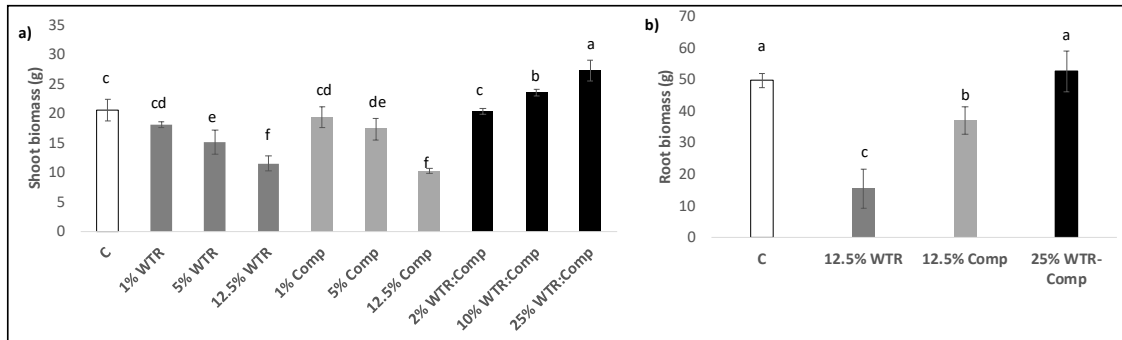 a)
Shoot biomass (g)
35
30
25
20
15
10
5
0
c
cd
e
f
cd
de
f
c
b
a
C
1% WTR
5% WTR
12.5% WTR
1% Comp
5% Comp
12.5% Comp
2% WTR:Comp
10% WTR:Comp
25% WTR:Comp
b)
Root biomass (g)
70
60
50
40
30
20
10
0
a
c
b
a
C
12.5% WTR
12.5% Comp
25% WTR-
Comp